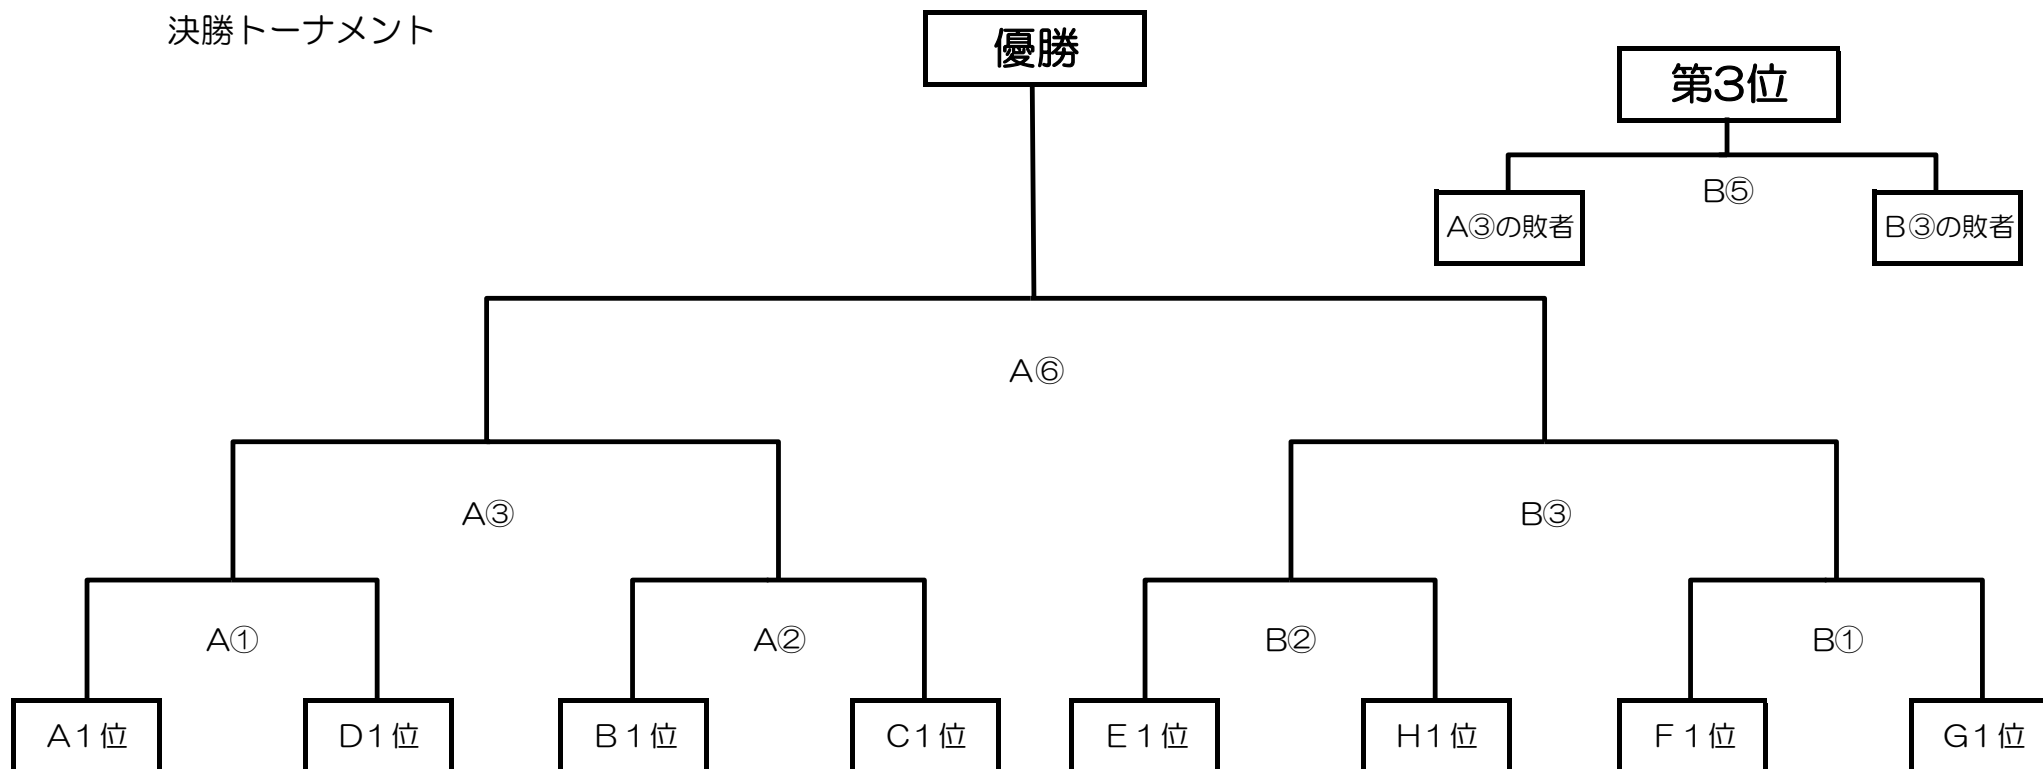 決勝トーナメント
優勝
第3位
B⑤
A③の敗者
B③の敗者
A⑥
A③
B③
A①
A②
B②
B①
A1位
D1位
B1位
C1位
E1位
H1位
F1位
G1位